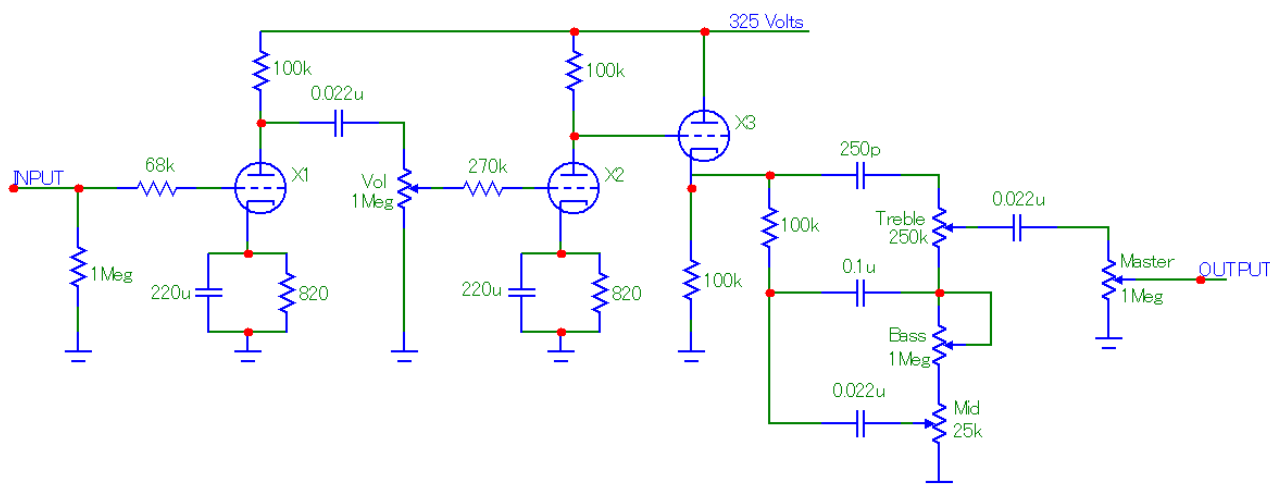 325 Volts
100k
100k
0.022u
X3
68k
X1
270k
X2
250p
INPUT
Vol
1Meg
0.022u
100k
Treble
250k
1Meg
100k
0.1u
Master
1Meg
OUTPUT
220u
820
220u
820
Bass
1Meg
0.022u
Mid
25k